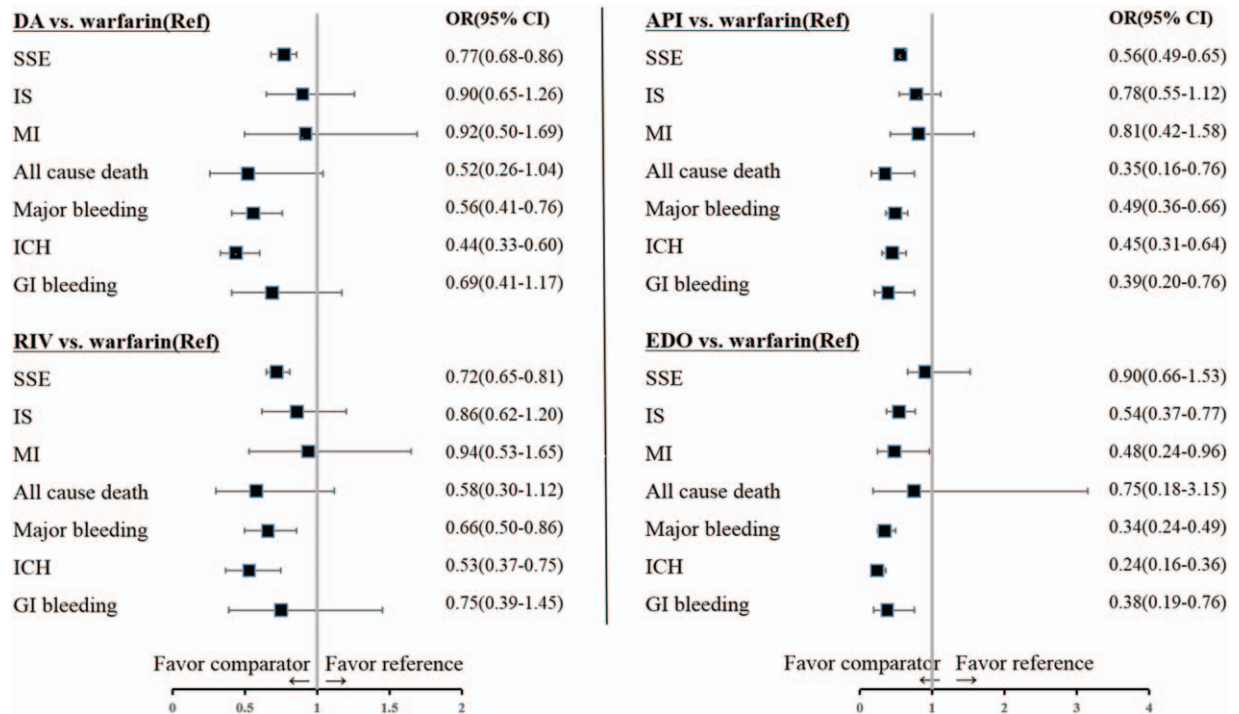 DA vs. warfarin(Ref) OR(95% CI)
SSE 0.77(0.68-0.86)
IS 0.90(0.65-1.26)
MI 0.92(0.50-1.69)
All cause death 0.52(0.26-1.04)
Major bleeding 0.56(0.41-0.76)
ICH 0.44(0.33-0.60)
GI bleeding 0.69(0.41-1.17)
RIV vs. warfarin(Ref)
SSE 0.72(0.65-0.81)
IS 0.86(0.62-1.20)
MI 0.94(0.53-1.65)
All cause death 0.58(0.30-1.12)
Major bleeding 0.66(0.50-0.86)
ICH 0.53(0.37-0.75)
GI bleeding 0.75(0.39-1.45)
Favor comparator Favor reference
← →
0 0.5 1 1.5 2
API vs. warfarin(Ref) OR(95% CI)
SSE 0.56(0.49-0.65)
IS 0.78(0.55-1.12)
MI 0.81(0.42-1.58)
All cause death 0.35(0.16-0.76)
Major bleeding 0.49(0.36-0.66)
ICH 0.45(0.31-0.64)
GI bleeding 0.39(0.20-0.76)
EDO vs. warfarin(Ref)
SSE 0.90(0.66-1.53)
IS 0.54(0.37-0.77)
MI 0.48(0.24-0.96)
All cause death 0.75(0.18-3.15)
Major bleeding 0.34(0.24-0.49)
ICH 0.24(0.16-0.36)
GI bleeding 0.38(0.19-0.76)
Favor comparator Favor reference
← →
0 1 2 3 4